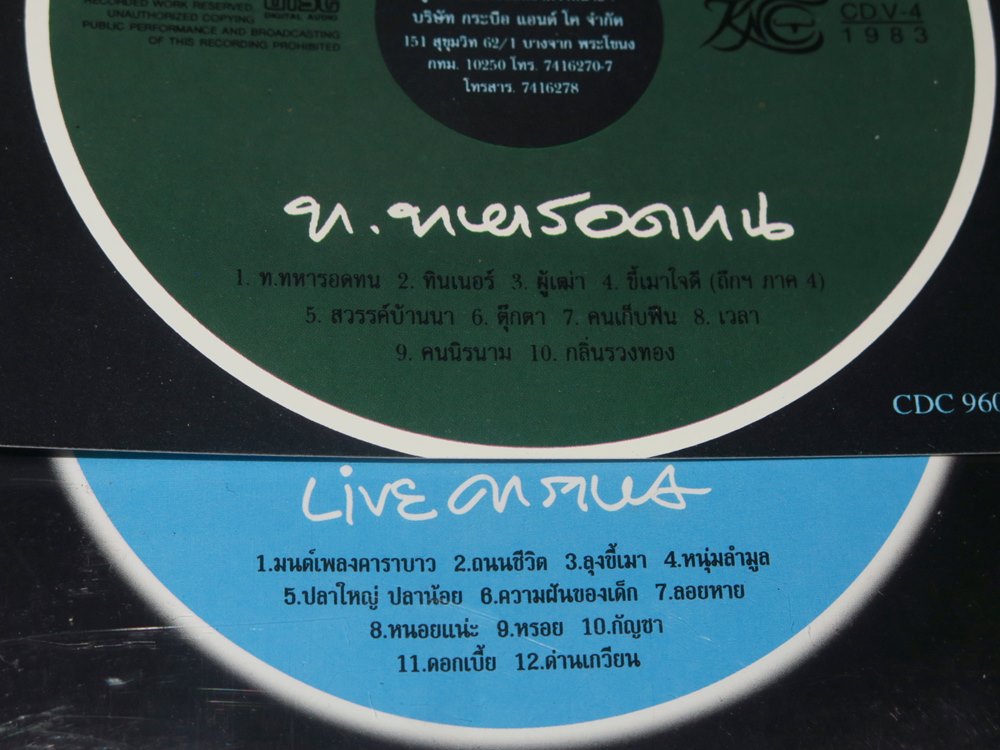 RECORDED WORK RESERVED.
UNAUTHORIZED COPYING
PUBLIC PERFORMANCE AND BROADCASTING
OF THIS RECORDING PROHIBITED
DIGITAL AUDIO
บริษัท กระบือ แอนด์ โค จำกัด
151 สุขุมวิท 62/1 บางจาก พระโขนง
กทม. 10250 โทร. 7416270-7
โทรสาร. 7416278
CD.V-4
1983
ท.ทหารอดทน
1. ท.ทหารอดทน 2. ทินเนอร์ 3. ผู้เฒ่า 4. ขี้เมาใจดี (ถึกฯ ภาค 4)
5. สวรรค์บ้านนา 6. ตุ๊กตา 7. คนเก็บฟืน 8. เวลา
9. คนนิรนาม 10. กลิ่นรวงทอง
CDC 960
Live
1.มนต์เพลงคาราบาว 2.ถนนชีวิต 3.ลุงขี้เมา 4.หนุ่มลำมูล
5.ปลาใหญ่ ปลาน้อย 6.ความฝันของเด็ก 7.ลอยหาย
8.หนอยแน่ะ 9.หรอย 10.กัญชา
11.ดอกเบี้ย 12.ด่านเกวียน